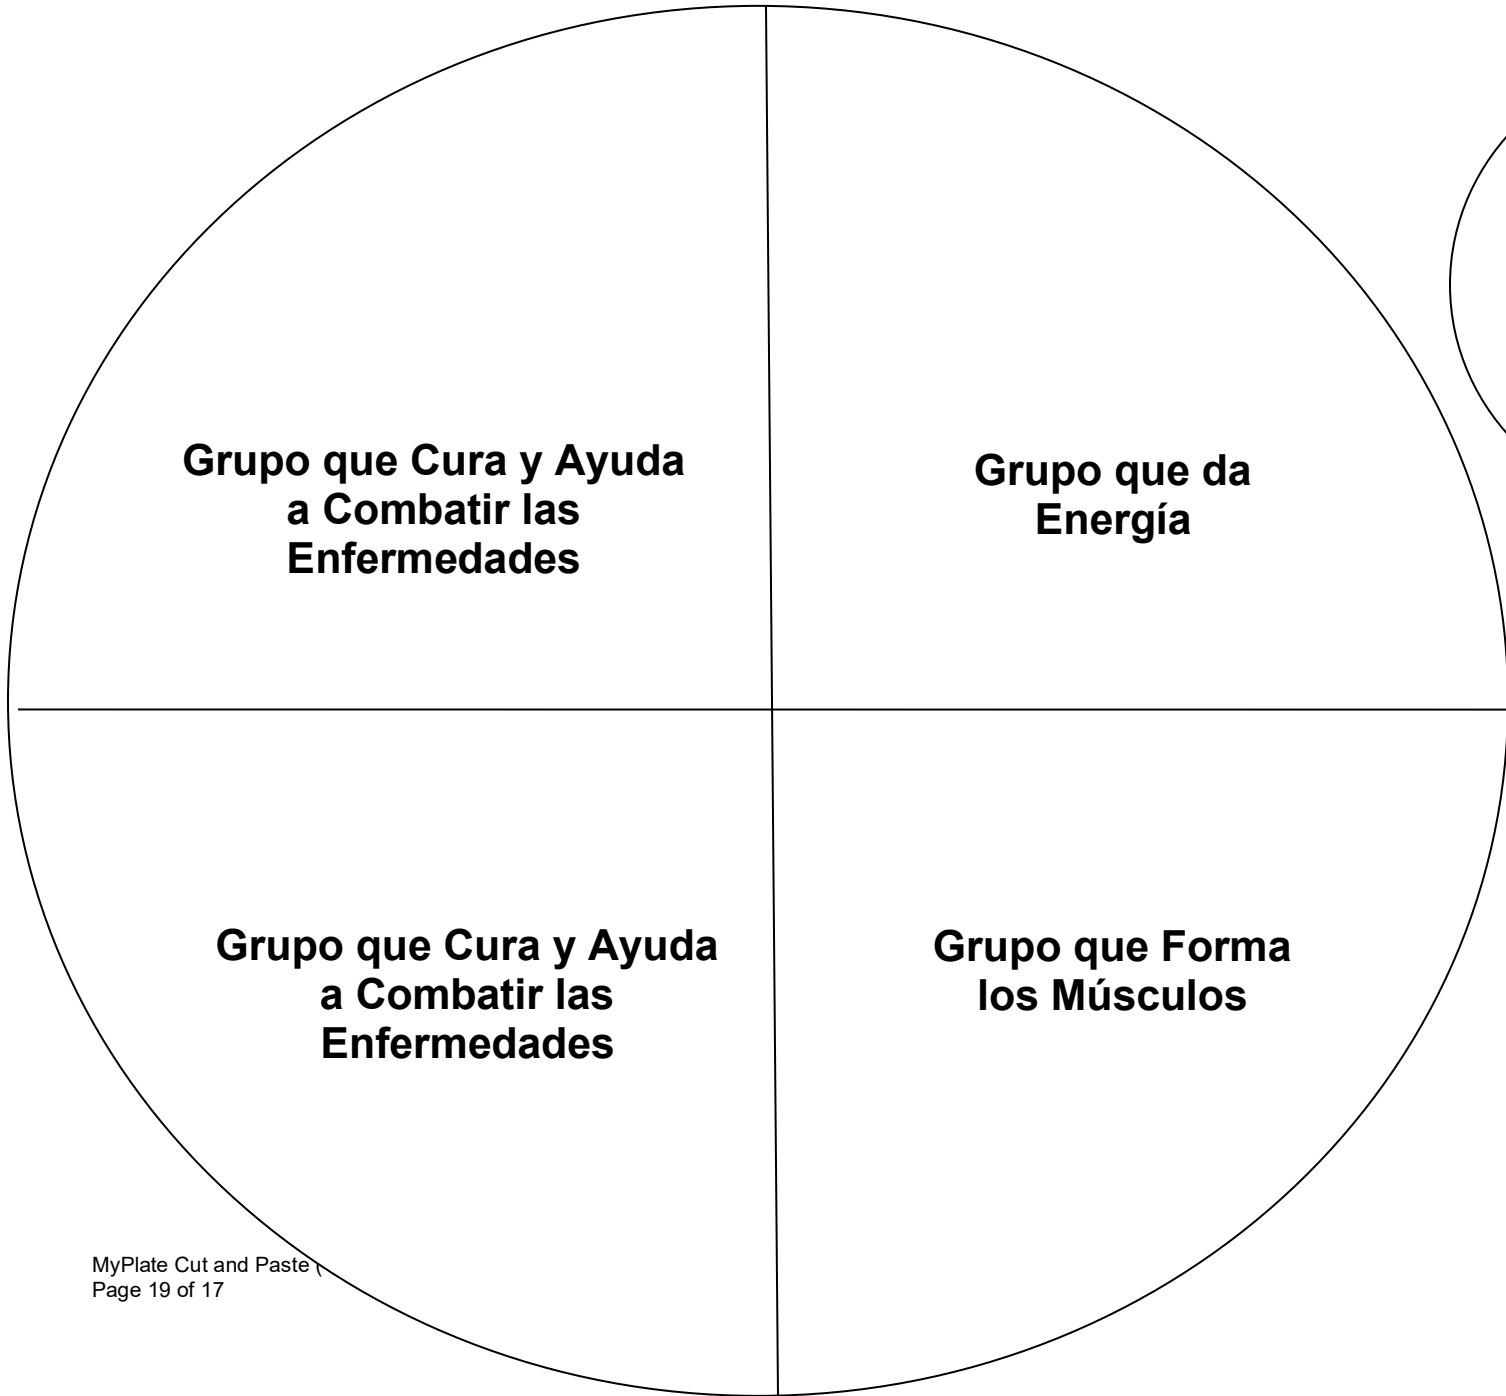 Grupo que Cura y Ayuda
a Combatir las
Enfermedades
Grupo que da
Energía
Grupo que Cura y Ayuda
a Combatir las
Enfermedades
Grupo que Forma
los Músculos
MyPlate Cut and Paste (
Page 19 of 17